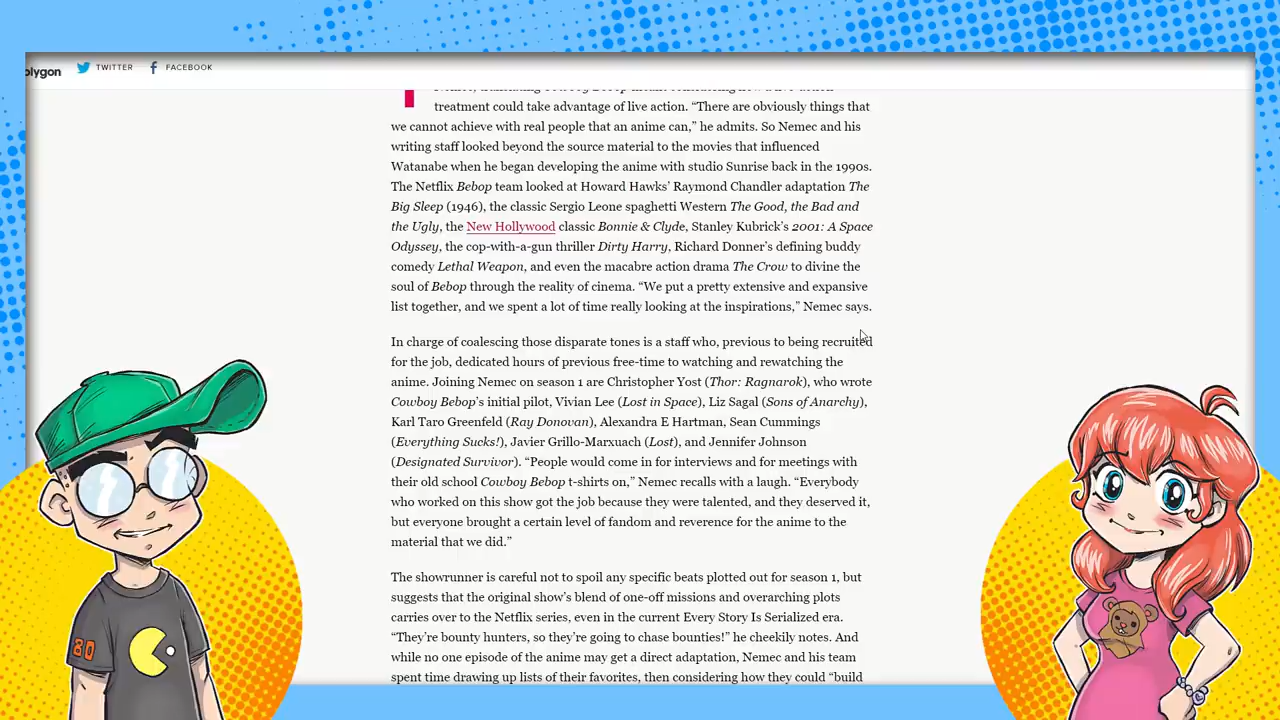 olygon TWITTER FACEBOOK
treatment could take advantage of live action. “There are obviously things that
we cannot achieve with real people that an anime can,” he admits. So Nemec and his
writing staff looked beyond the source material to the movies that influenced
Watanabe when he began developing the anime with studio Sunrise back in the 1990s.
The Netflix Bebop team looked at Howard Hawks’ Raymond Chandler adaptation The
Big Sleep (1946), the classic Sergio Leone spaghetti Western The Good, the Bad and
the Ugly, the New Hollywood classic Bonnie & Clyde, Stanley Kubrick’s 2001: A Space
Odyssey, the cop-with-a-gun thriller Dirty Harry, Richard Donner’s defining buddy
comedy Lethal Weapon, and even the macabre action drama The Crow to divine the
soul of Bebop through the reality of cinema. “We put a pretty extensive and expansive
list together, and we spent a lot of time really looking at the inspirations,” Nemec says.
In charge of coalescing those disparate tones is a staff who, previous to being recruited
for the job, dedicated hours of previous free-time to watching and rewatching the
anime. Joining Nemec on season 1 are Christopher Yost (Thor: Ragnarok), who wrote
Cowboy Bebop’s initial pilot, Vivian Lee (Lost in Space), Liz Sagal (Sons of Anarchy),
Karl Taro Greenfeld (Ray Donovan), Alexandra E Hartman, Sean Cummings
(Everything Sucks!), Javier Grillo-Marxuach (Lost), and Jennifer Johnson
(Designated Survivor). “People would come in for interviews and for meetings with
their old school Cowboy Bebop t-shirts on,” Nemec recalls with a laugh. “Everybody
who worked on this show got the job because they were talented, and they deserved it,
but everyone brought a certain level of fandom and reverence for the anime to the
material that we did.”
The showrunner is careful not to spoil any specific beats plotted out for season 1, but
suggests that the original show’s blend of one-off missions and overarching plots
carries over to the Netflix series, even in the current Every Story Is Serialized era.
“They’re bounty hunters, so they’re going to chase bounties!” he cheekily notes. And
while no one episode of the anime may get a direct adaptation, Nemec and his team
spent time drawing up lists of their favorites, then considering how they could “build
80